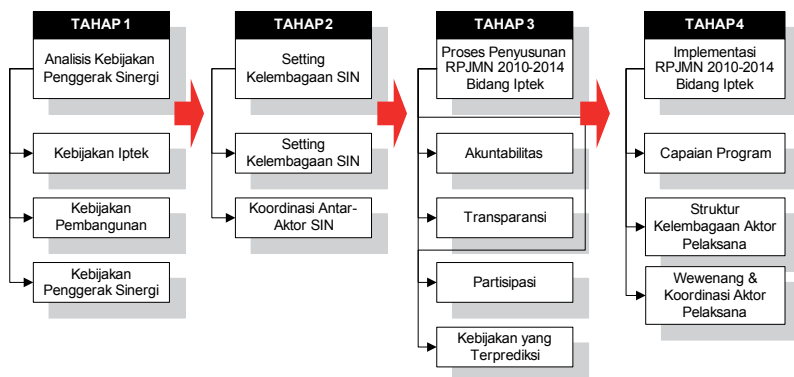 TAHAP 1
Analisis Kebijakan
Penggerak Sinergi
Kebijakan Iptek
Kebijakan
Pembangunan
Kebijakan
Penggerak Sinergi
TAHAP2
Setting
Kelembagaan SIN
Setting
Kelembagaan SIN
Koordinasi Antar-
Aktor SIN
TAHAP 3
Proses Penyusunan
RPJMN 2010-2014
Bidang Iptek
Akuntabilitas
Transparansi
Partisipasi
Kebijakan yang
Terprediksi
TAHAP4
Implementasi
RPJMN 2010-2014
Bidang Iptek
Capaian Program
Struktur
Kelembagaan Aktor
Pelaksana
Wewenang &
Koordinasi Aktor
Pelaksana